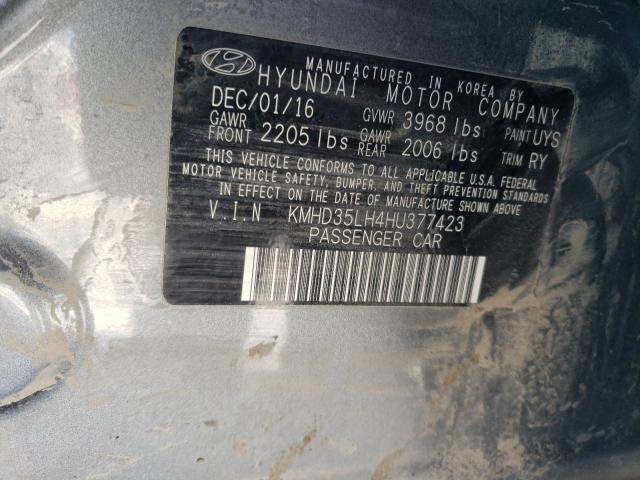 MANUFACTURED IN KOREA BY
HYUNDAI MOTOR COMPANY
DEC/01/16 GVWR 3968 lbs PAINT UYS
GAWR FRONT 2205 lbs GAWR REAR 2006 lbs TRIM RY
THIS VEHICLE CONFORMS TO ALL APPLICABLE U.S.A. FEDERAL
MOTOR VEHICLE SAFETY, BUMPER, AND THEFT PREVENTION STANDARDS
IN EFFECT ON THE DATE OF MANUFACTURE SHOWN ABOVE.
V.I.N KMHD35LH4HU377423
PASSENGER CAR